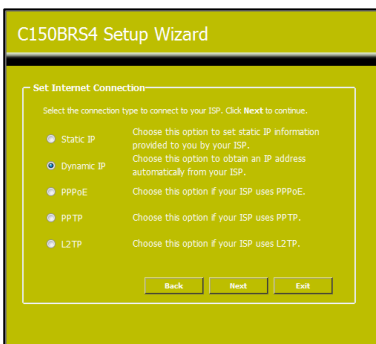 C150BRS4 Setup Wizard
Set Internet Connection
Select the connection type to connect to your ISP. Click Next to continue.
Static IP
Choose this option to set static IP information
provided to you by your ISP.
Dynamic IP
Choose this option to obtain an IP address
automatically from your ISP.
PPPoE
Choose this option if your ISP uses PPPoE.
PPTP
Choose this option if your ISP uses PPTP.
L2TP
Choose this option if your ISP uses L2TP.
Back Next Exit